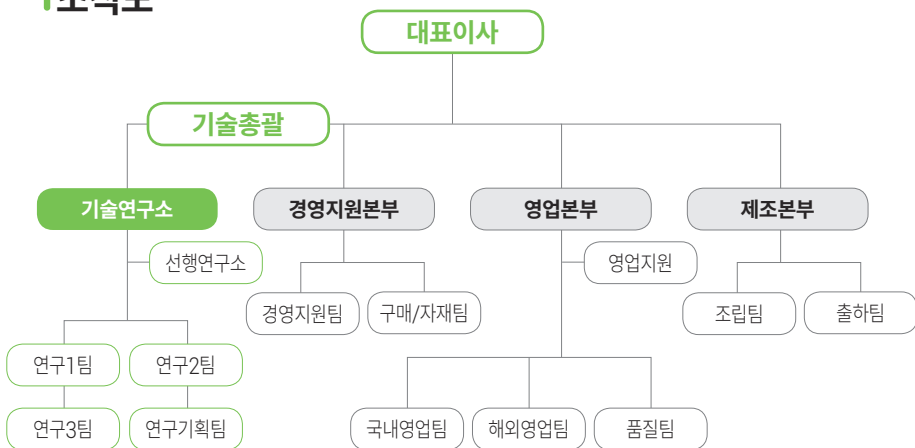 대표이사
기술총괄
기술연구소 경영지원본부 영업본부 제조본부
선행연구소 영업지원
경영지원팀 구매/자재팀 조립팀 출하팀
연구1팀 연구2팀
연구3팀 연구기획팀 국내영업팀 해외영업팀 품질팀